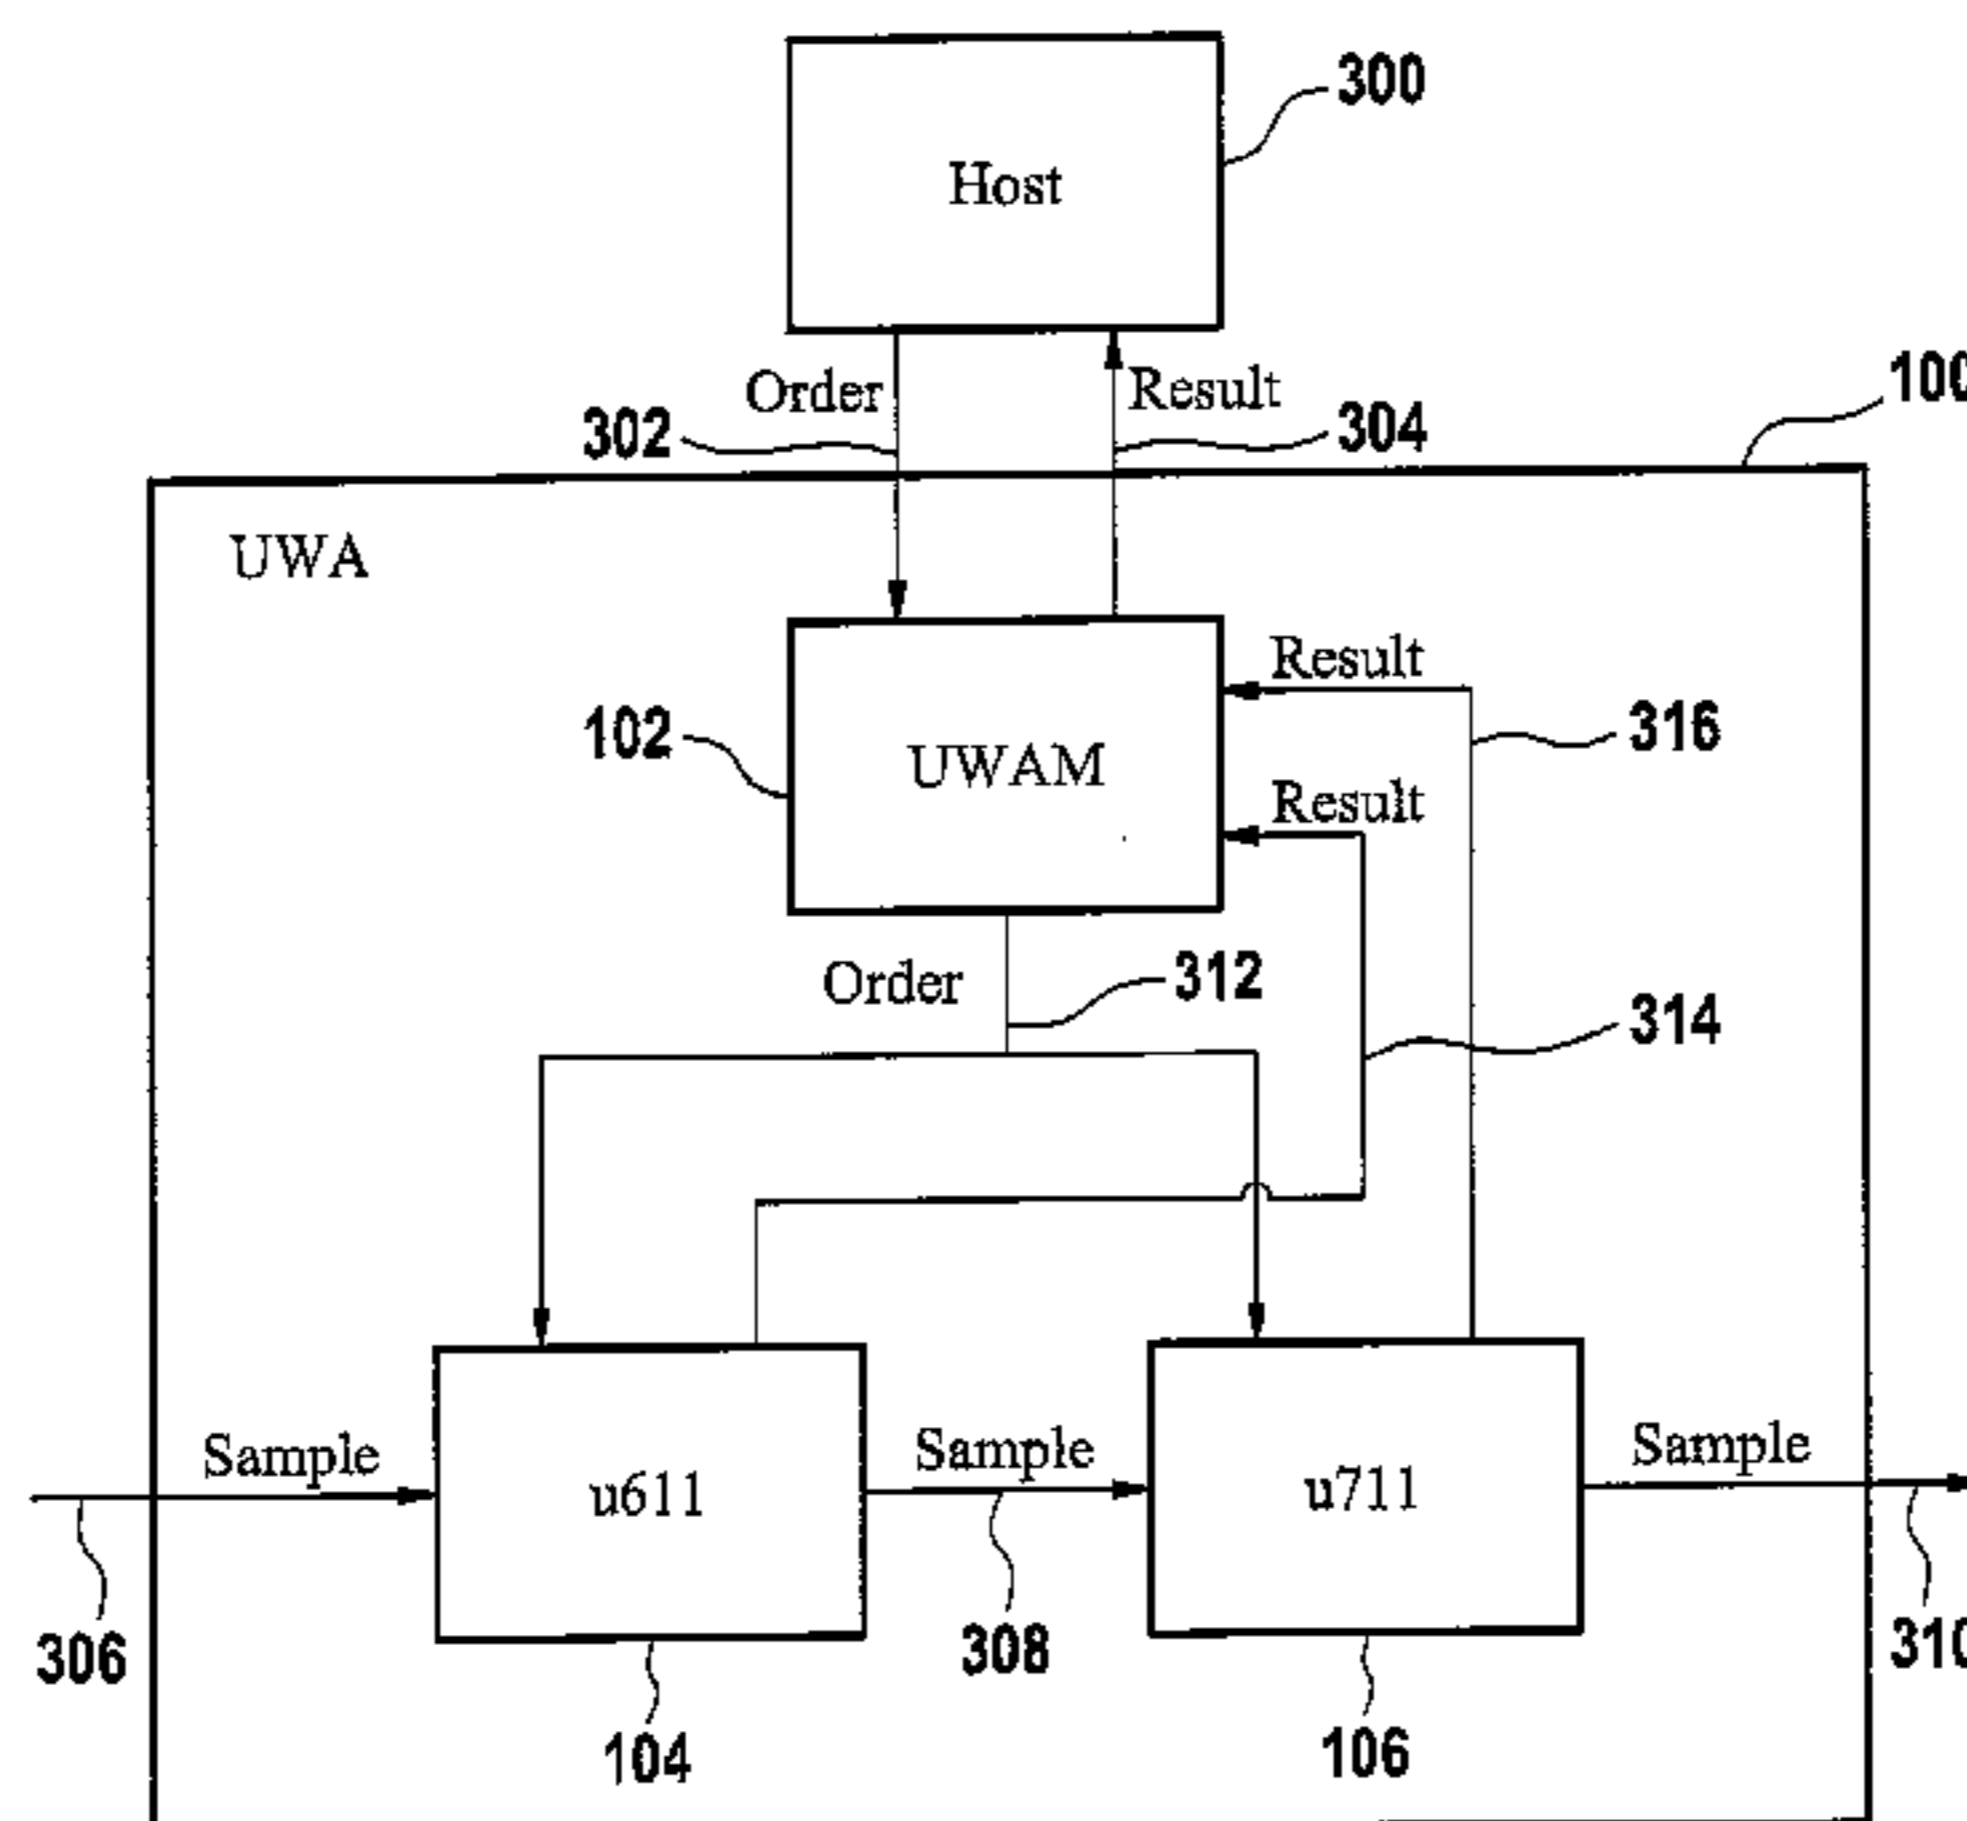 300
Host
Order
Result
302
304
100
UWA
Result
102
UWAM
316
Result
Order
312
314
Sample
u611
Sample
u711
Sample
306
308
310
104
106